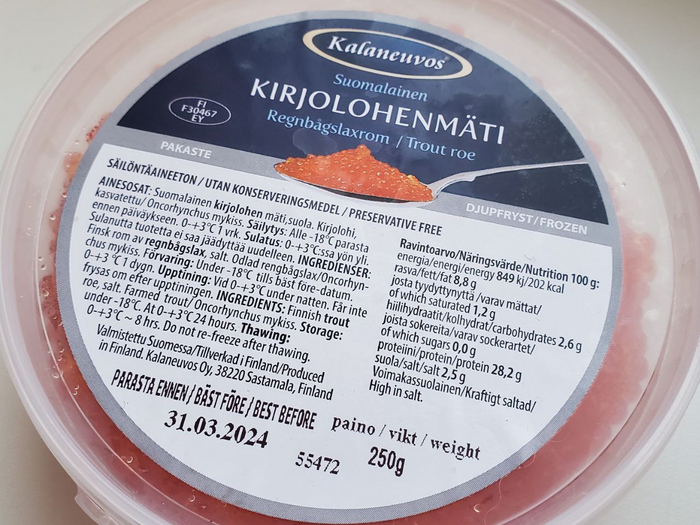 Kalaneuvos®
Suomalainen
KIRJOLOHENMÄTI
Regnbågslaxrom / Trout roe
FI
F30467
EY
PAKASTE
DJUPFRYST / FROZEN
SÄILÖNTÄAINEETON / UTAN KONSERVERINGSMEDEL / PRESERVATIVE FREE
AINESOSAT: Suomalainen kirjolohen mäti, suola. Kirjolohi,
kasvatettu/ Oncorhynchus mykiss. Säilytys: Alle -18°C parasta
ennen päiväykseen. 0-+3°C 1 vrk. Sulatus: 0-+3°C:ssa yön yli.
Sulanutta tuotetta ei saa jäädyttää uudelleen. INGREDIENSER:
Finsk rom av regnbågslax, salt. Odlad rengbåglax/Oncorhyn-
chus mykiss. Förvaring: Under -18°C tills bäst före-datum.
0-+3 °C 1 dygn. Upptining: Vid 0-+3°C under natten. Får inte
frysas om efter upptiningen. INGREDIENTS: Finnish trout
roe, salt. Farmed trout/ Oncorhynchus mykiss. Storage:
under -18°C. At 0-+3°C 24 hours. Thawing:
0-+3°C ~ 8 hrs. Do not re-freeze after thawing.
Valmistettu Suomessa/Tillverkad i Finland/Produced
in Finland. Kalaneuvos Oy, 38220 Sastamala, Finland
Ravintoarvo/Näringsvärde/Nutrition 100 g:
energia/energi/energy 849 kj/202 kcal
rasva/fett/fat 8,8 g
josta tyydyttynyttä /varav mättat/
of which saturated 1,2 g
hiilihydraatit/kolhydrat/carbohydrates 2,6 g
joista sokereita/varav sockerartet/
of which sugars 0,0 g
proteiini/protein/protein 28,2 g
suola/salt/salt 2,5 g
Voimakassuolainen/Kraftigt saltad/
High in salt.
PARASTA ENNEN / BÄST FÖRE / BEST BEFORE
31.03.2024
55472
paino / vikt / weight
250g